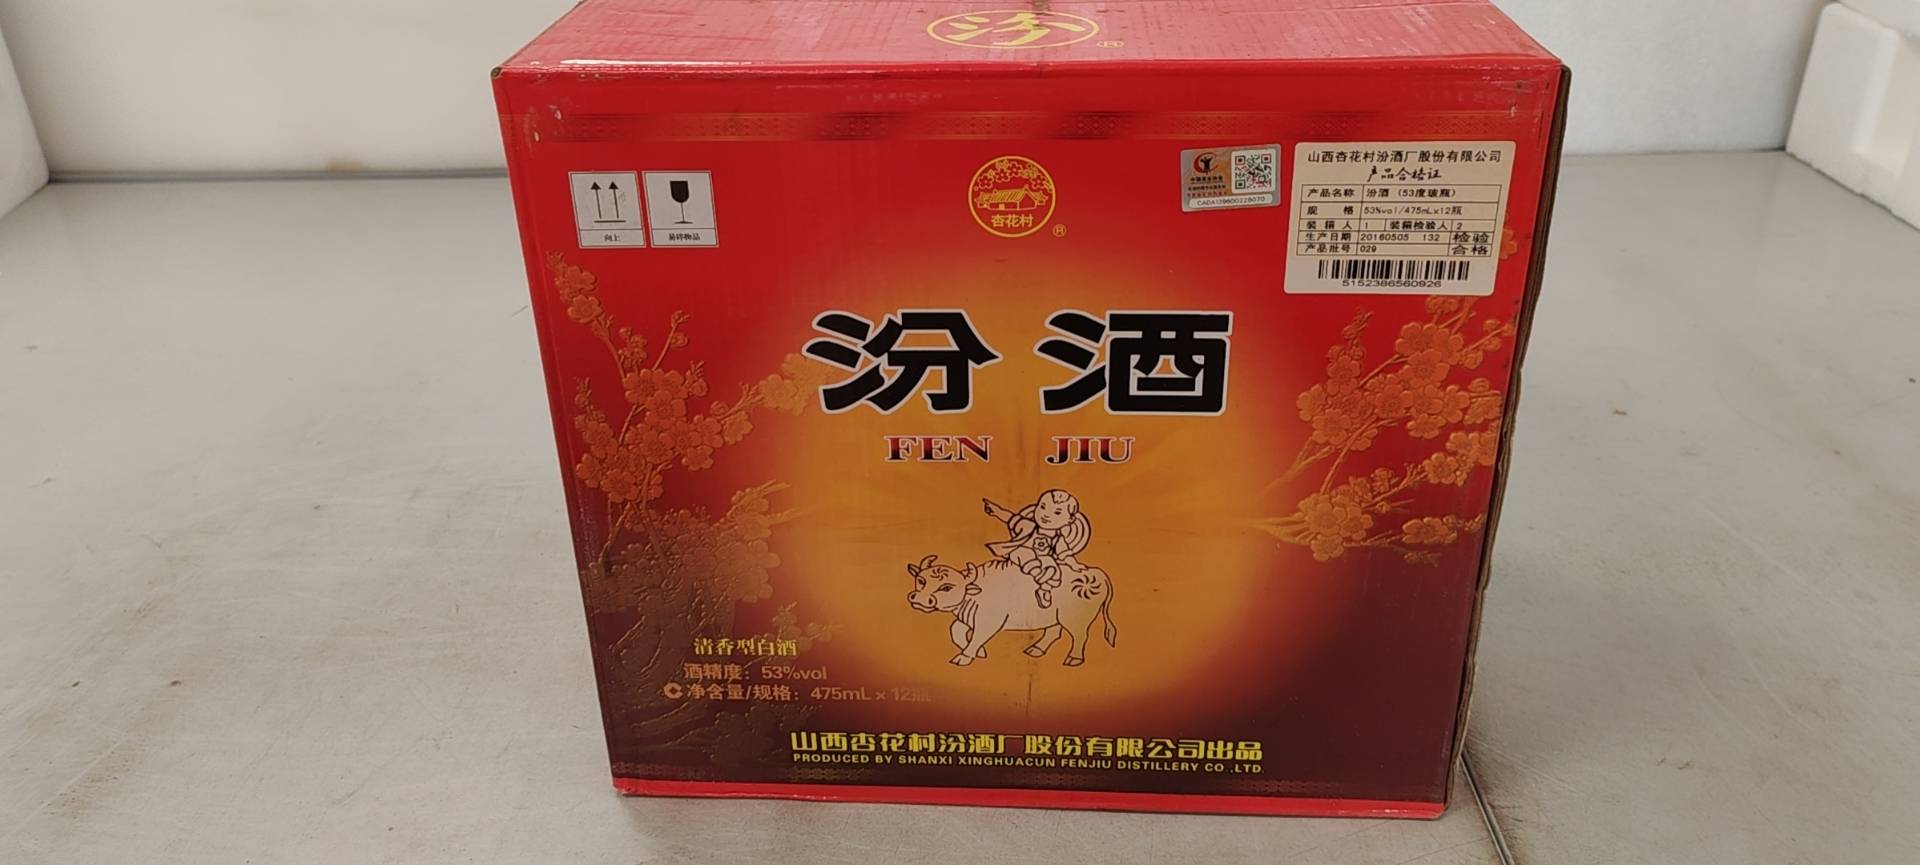 汾
®
杏花村
®
向上
易碎物品
CADA139600228070
山西杏花村汾酒厂股份有限公司
产品合格证
产品名称 汾酒 (53度玻瓶)
规 格 53%vol/475mL×12瓶
装箱人 1 装箱检验人 2
生产日期 20160505 132 检验
产品批号 029 合格
5152386560926
汾酒
FEN JIU
清香型白酒
酒精度：53%vol
净含量/规格：475mL×12瓶
山西杏花村汾酒厂股份有限公司出品
PRODUCED BY SHANXI XINGHUACUN FENJIU DISTILLERY CO.,LTD.